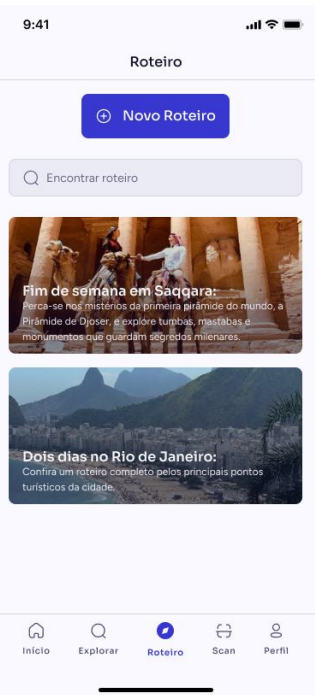 9:41
Roteiro
Novo Roteiro
Encontrar roteiro
Fim de semana em Saqqara:
Perca-se nos mistérios da primeira pirâmide do mundo, a
Pirâmide de Djoser, e explore tumbas, mastabas e
monumentos que guardam segredos milenares.
Dois dias no Rio de Janeiro:
Confira um roteiro completo pelos principais pontos
turísticos da cidade.
Início
Explorar
Roteiro
Scan
Perfil